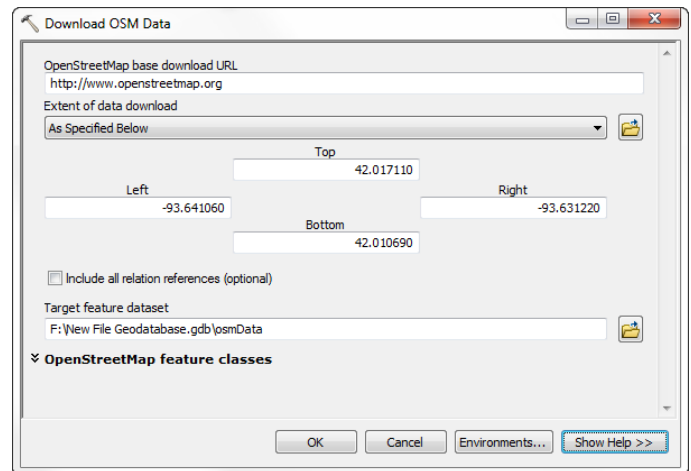 Download OSM Data
OpenStreetMap base download URL
http://www.openstreetmap.org
Extent of data download
As Specified Below
Top
42.017110
Left Right
-93.641060 -93.631220
Bottom
42.010690
Include all relation references (optional)
Target feature dataset
F:\New File Geodatabase.gdb\osmData
OpenStreetMap feature classes
OK Cancel Environments... Show Help >>